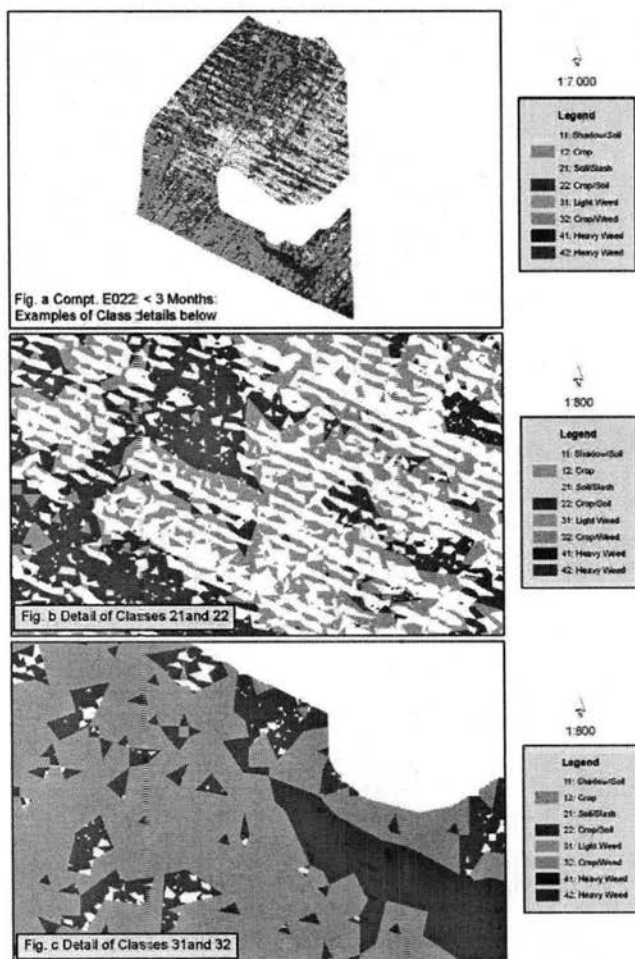 1:7 000
Legend
11: Shadow/Soil
12: Crop
21: Soil/Slash
22: Crop/Soil
31: Light Weed
32: Crop/Weed
41: Heavy Weed
42: Heavy Weed
Fig. a Compt. E022: < 3 Months:
Examples of Class details below
1:800
Legend
11: Shadow/Soil
12: Crop
21: Soil/Slash
22: Crop/Soil
31: Light Weed
32: Crop/Weed
41: Heavy Weed
42: Heavy Weed
Fig. b Detail of Classes 21and 22
1:800
Legend
11: Shadow/Soil
12: Crop
21: Soil/Slash
22: Crop/Soil
31: Light Weed
32: Crop/Weed
41: Heavy Weed
42: Heavy Weed
Fig. c Detail of Classes 31and 32